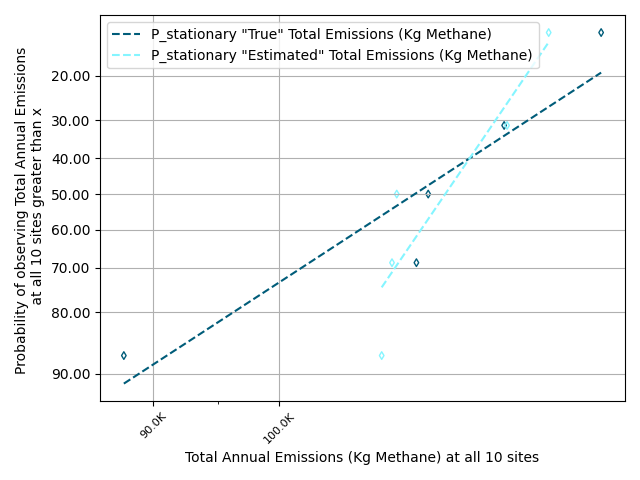 P_stationary "True" Total Emissions (Kg Methane)
P_stationary "Estimated" Total Emissions (Kg Methane)
Probability of observing Total Annual Emissions
at all 10 sites greater than x
20.00
30.00
40.00
50.00
60.00
70.00
80.00
90.00
90.0K
100.0K
Total Annual Emissions (Kg Methane) at all 10 sites